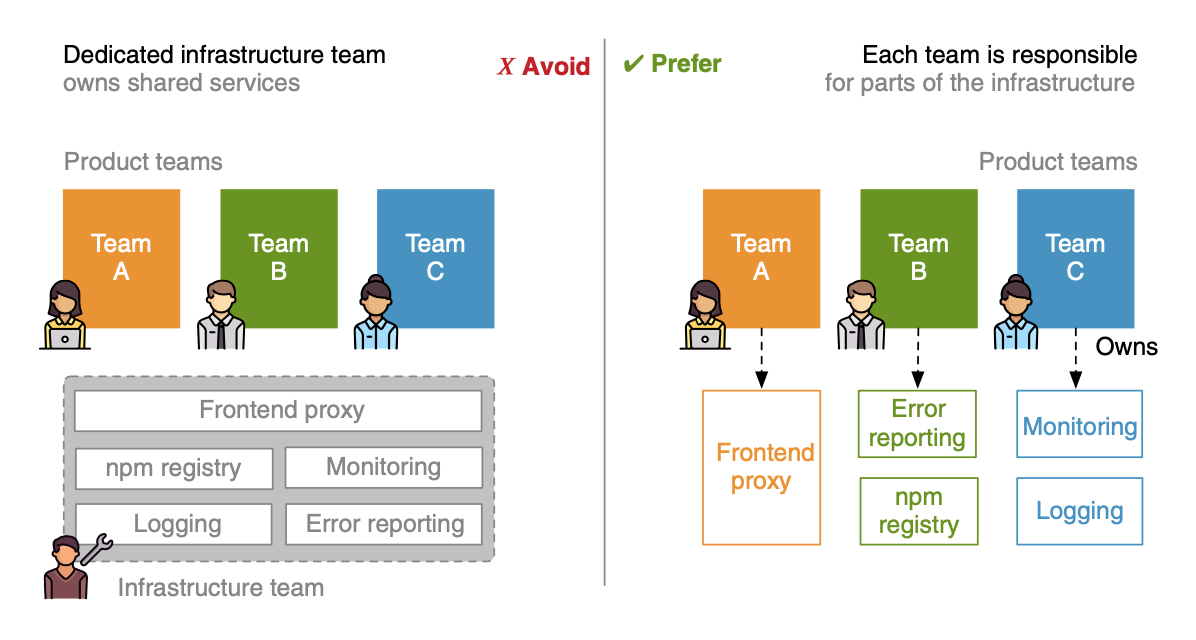 Dedicated infrastructure team
owns shared services
X Avoid
Product teams
Team
A
Team
B
Team
C
Frontend proxy
npm registry
Monitoring
Logging
Error reporting
Infrastructure team
✔ Prefer
Each team is responsible
for parts of the infrastructure
Product teams
Team
A
Team
B
Team
C
Owns
Frontend
proxy
Error
reporting
npm
registry
Monitoring
Logging